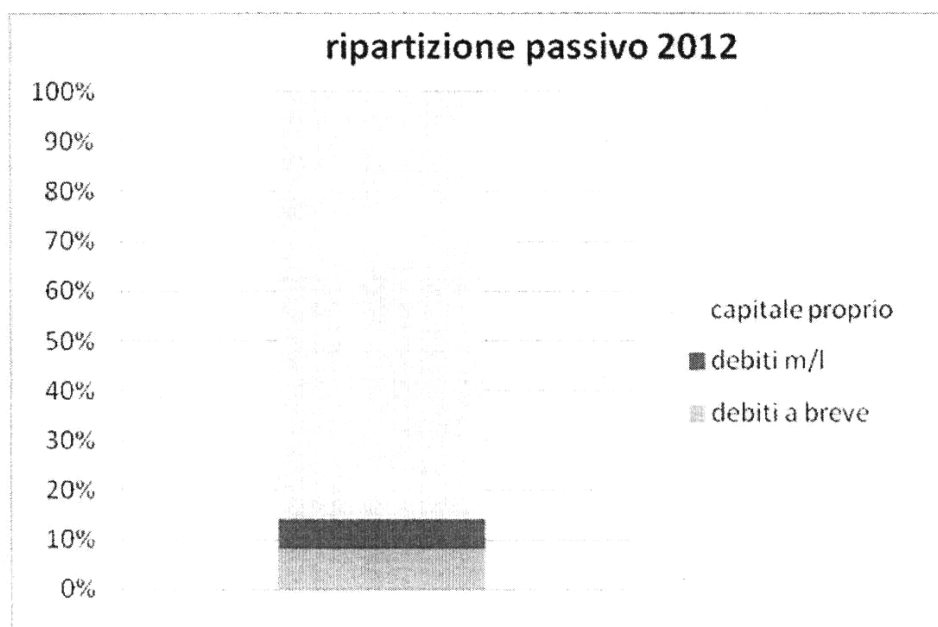 ripartizione passivo 2012
100%
90%
80%
70%
60%
50%
40%
30%
20%
10%
0%
capitale proprio
debiti m/l
debiti a breve